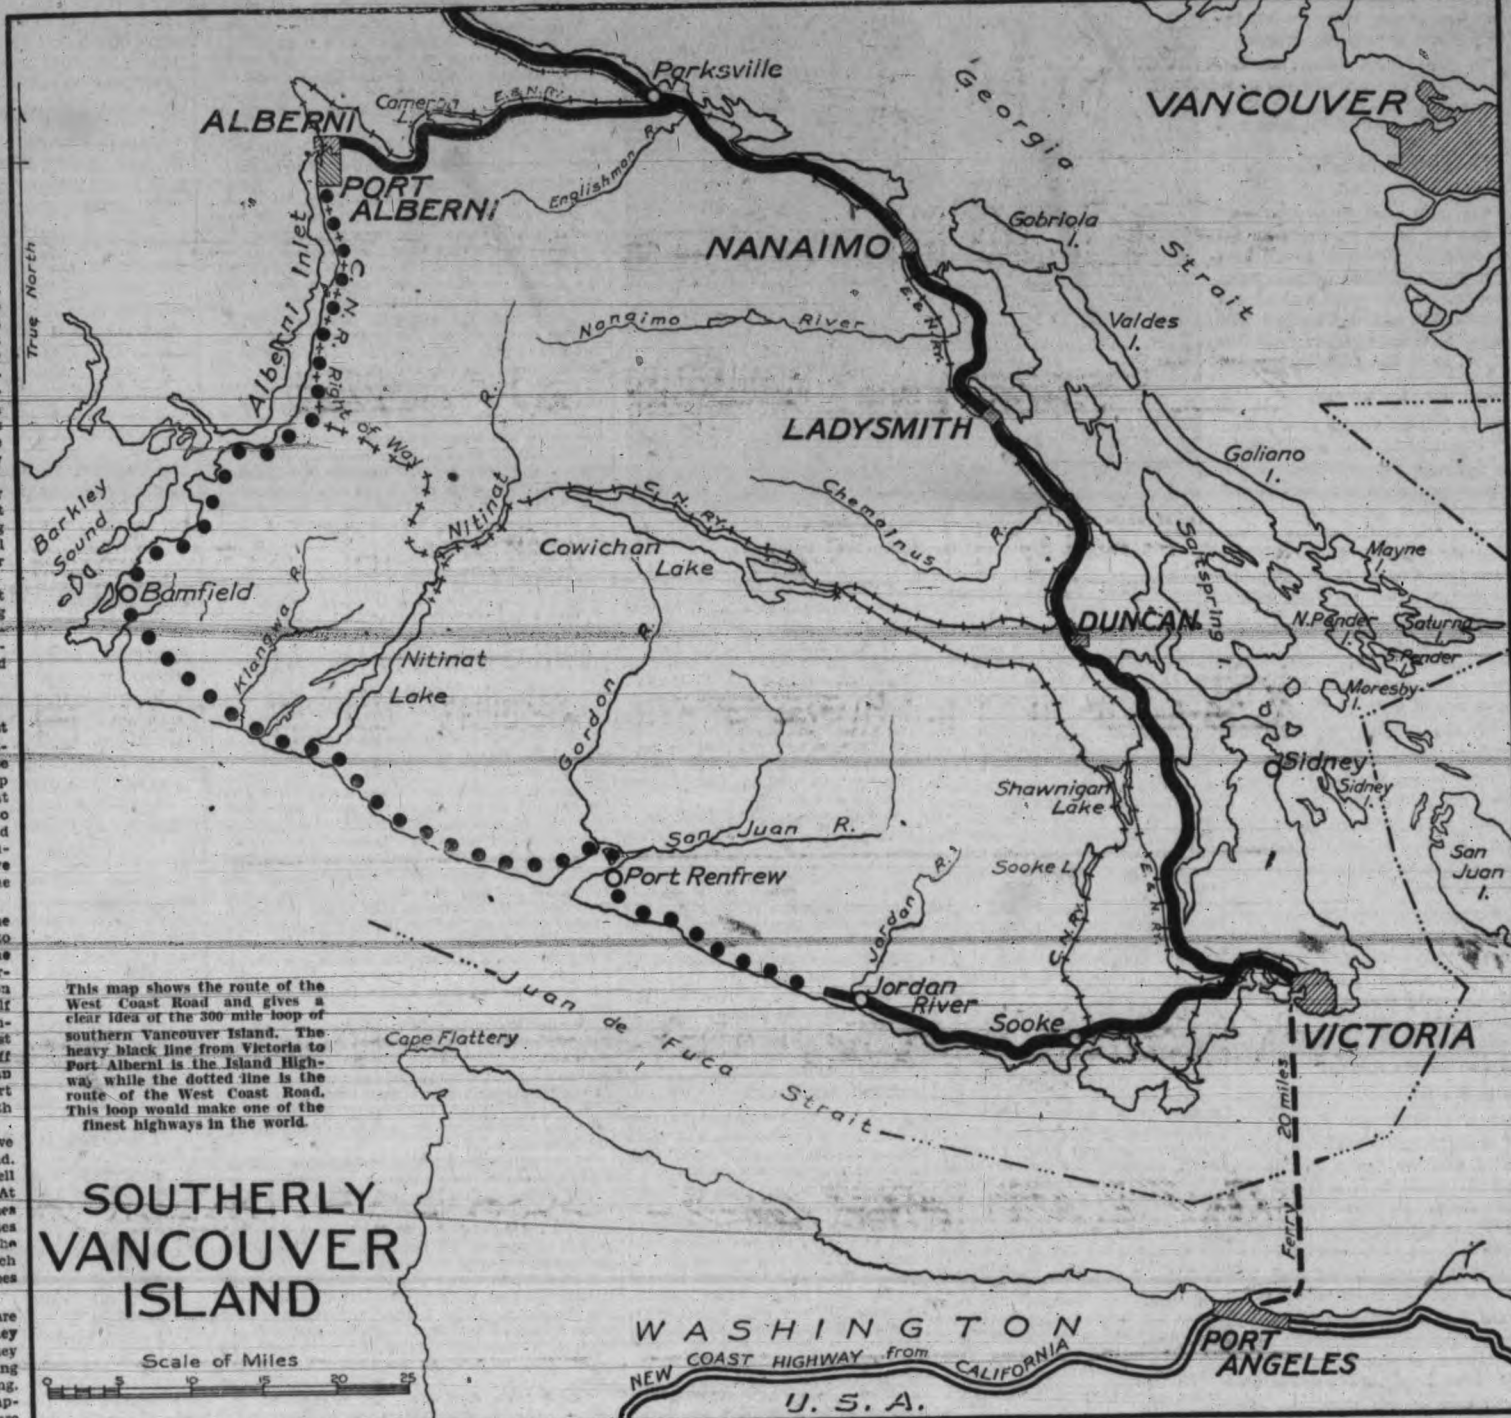 Parksville
Georgia
Strait
VANCOUVER
Cameron
L.
E. & N. Ry.
ALBERNI
PORT
ALBERNI
Englishman R.
True North
Alberni Inlet
C. N. R. Right of Way
NANAIMO
Gabriola
I.
E. & N. Ry.
Nanaimo River
Valdes
I.
R.
LADYSMITH
Galiano
I.
Barkley
Sound
Nitinat
C. N. Ry.
Chemainus R.
Cowichan
Lake
Saltspring I.
Mayne
I.
Bamfield
DUNCAN
N. Pender
I.
Saturna
I.
S. Pender
Klanawa R.
Nitinat
Lake
Gordon R.
Moresby
I.
Sidney
Sidney
I.
Shawnigan
Lake
San Juan R.
San
Juan
I.
Port Renfrew
Sooke L.
Jordan R.
E. & N. Ry.
C. N. Ry.
Jordan
River
Sooke
VICTORIA
Juan de Fuca Strait
Cape Flattery
This map shows the route of the
West Coast Road and gives a
clear idea of the 300 mile loop of
southern Vancouver Island. The
heavy black line from Victoria to
Port Alberni is the Island High-
way while the dotted line is the
route of the West Coast Road.
This loop would make one of the
finest highways in the world.
Ferry 20 miles
SOUTHERLY
VANCOUVER
ISLAND
Scale of Miles
0 5 10 15 20 25
WASHINGTON
NEW COAST HIGHWAY from CALIFORNIA
U. S. A.
PORT
ANGELES